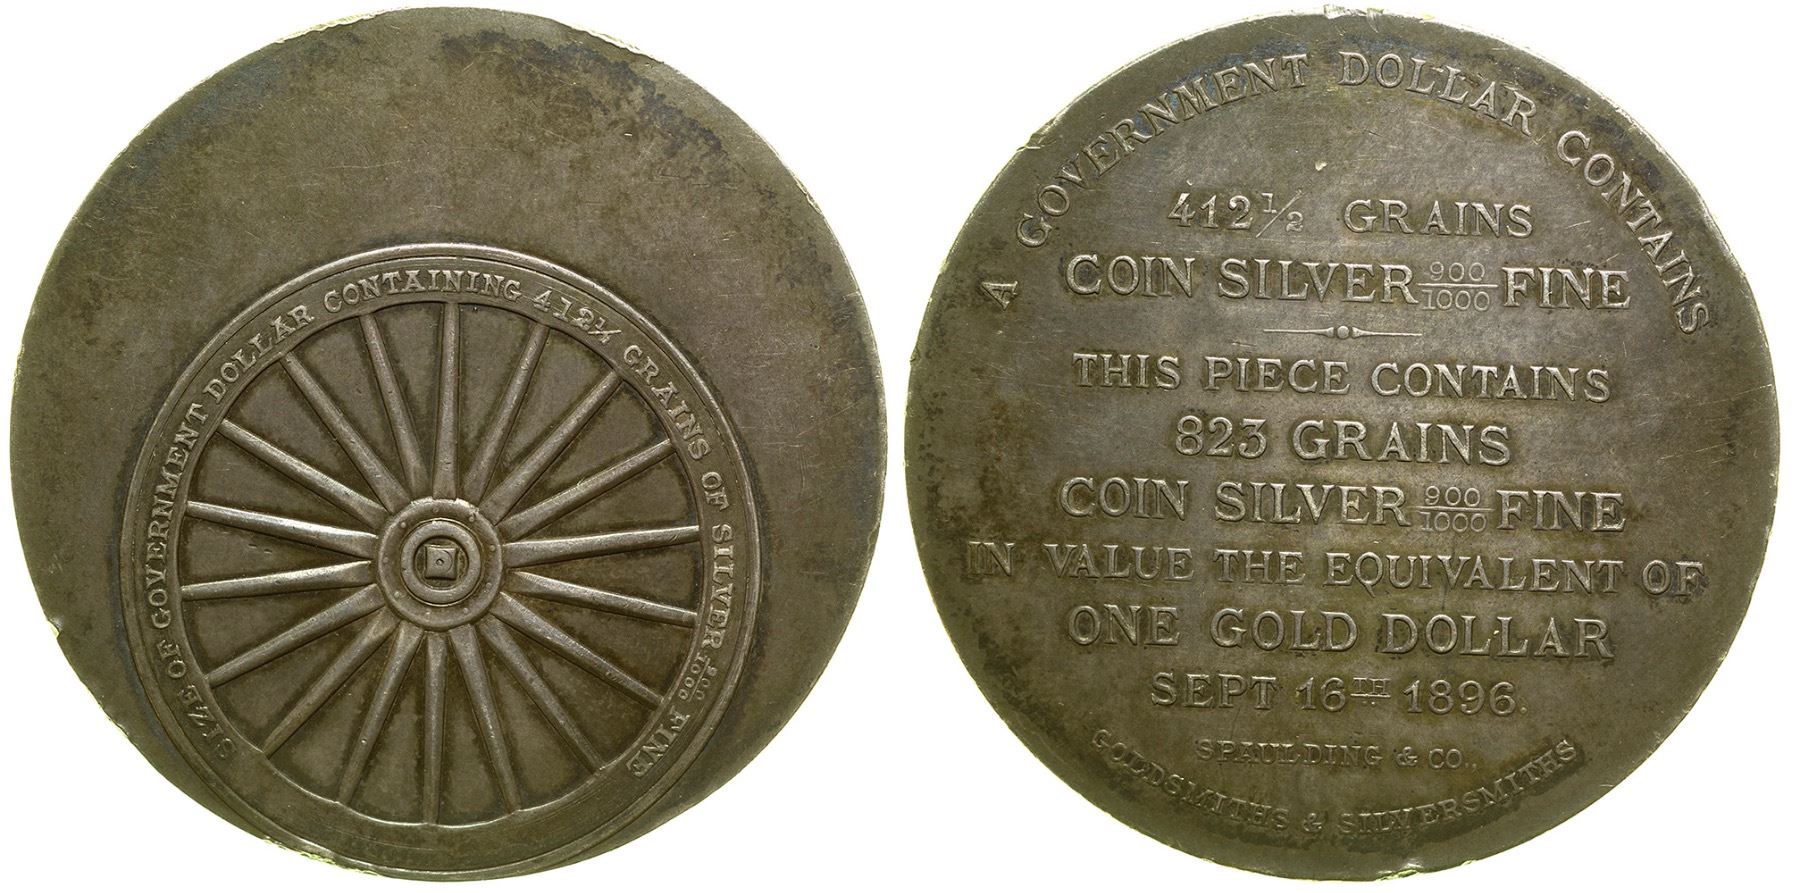 SIZE OF GOVERNMENT DOLLAR CONTAINING 412½ GRAINS OF SILVER 900/1000 FINE
A GOVERNMENT DOLLAR CONTAINS
412 1/2 GRAINS
COIN SILVER 900/1000 FINE
THIS PIECE CONTAINS
823 GRAINS
COIN SILVER 900/1000 FINE
IN VALUE THE EQUIVALENT OF
ONE GOLD DOLLAR
SEPT 16TH 1896.
SPAULDING & CO.,
GOLDSMITHS & SILVERSMITHS